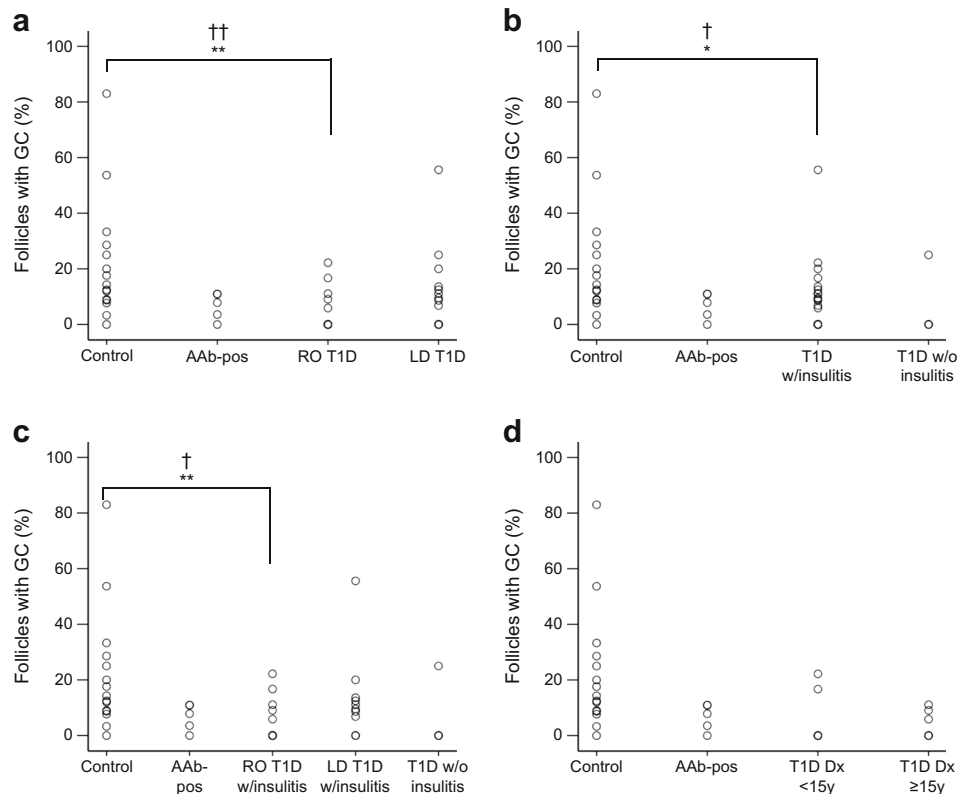 a
Follicles with GC (%)
100
80
60
40
20
0
††
**
Control AAb-pos RO T1D LD T1D
b
Follicles with GC (%)
100
80
60
40
20
0
†
*
Control AAb-pos T1D T1D w/o
w/insulitis insulitis
c
Follicles with GC (%)
100
80
60
40
20
0
†
**
Control AAb- RO T1D LD T1D T1D w/o
pos w/insulitis w/insulitis insulitis
d
Follicles with GC (%)
100
80
60
40
20
0
Control AAb-pos T1D Dx T1D Dx
<15y ≥15y